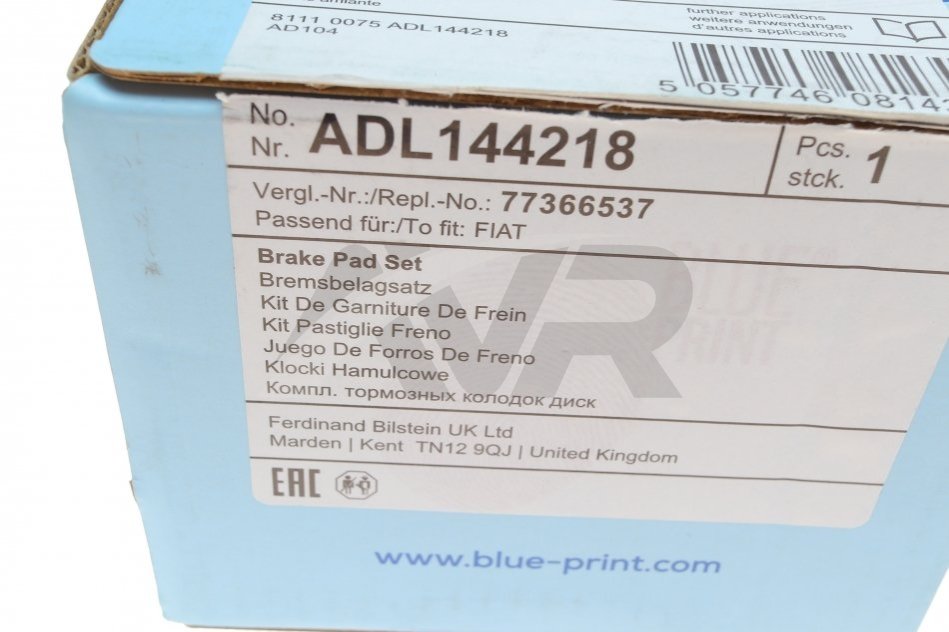 8111 0075 ADL144218
AD104
further applications
weitere anwendungen
d'autres applications
5 057746 0814
No.
Nr. ADL144218
Pcs.
stck. 1
Vergl.-Nr.:/Repl.-No.: 77366537
Passend für:/To fit: FIAT
Brake Pad Set
Bremsbelagsatz
Kit De Garniture De Frein
Kit Pastiglie Freno
Juego De Forros De Freno
Klocki Hamulcowe
Компл. тормозных колодок диск
Ferdinand Bilstein UK Ltd
Marden | Kent TN12 9QJ | United Kingdom
EAC
www.blue-print.com
VR